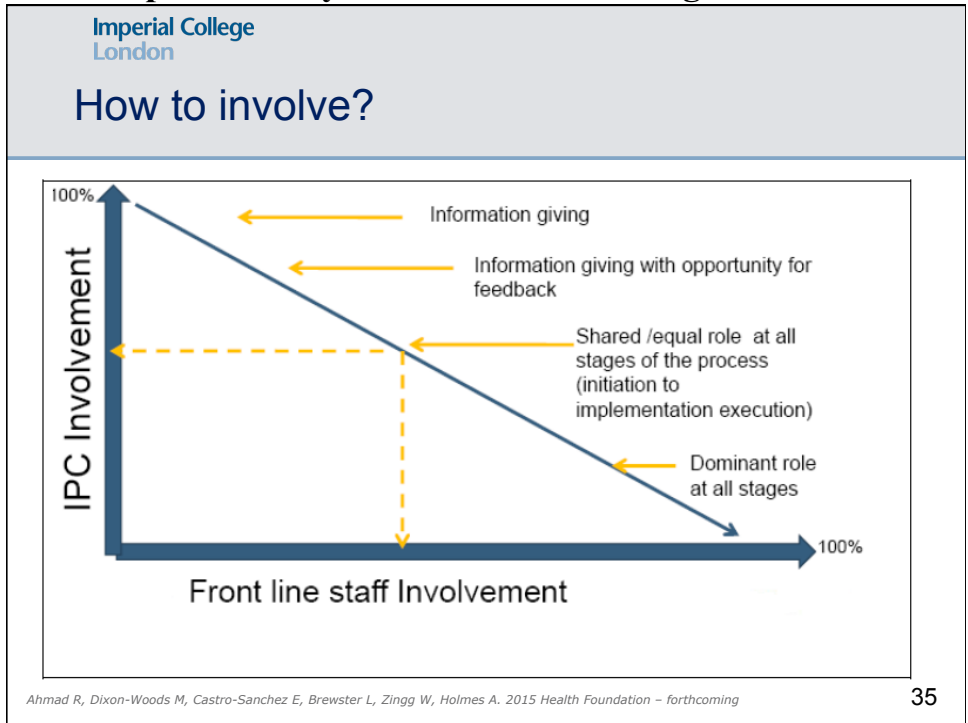 Imperial College
London
How to involve?
100%
Information giving
Information giving with opportunity for
feedback
Shared /equal role at all
stages of the process
(initiation to
implementation execution)
Dominant role
at all stages
IPC Involvement
100%
Front line staff Involvement
Ahmad R, Dixon-Woods M, Castro-Sanchez E, Brewster L, Zingg W, Holmes A. 2015 Health Foundation – forthcoming
35